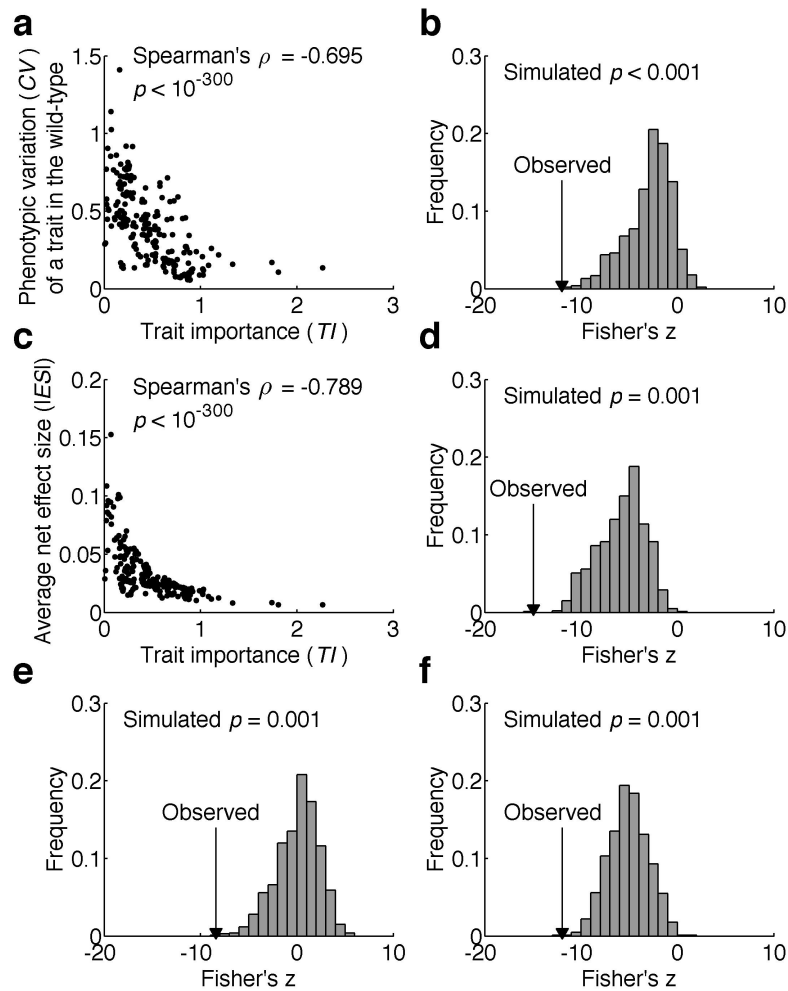 a
Spearman's ρ = -0.695
p < 10^-300
Phenotypic variation (CV)
of a trait in the wild-type
1.5
1
0.5
0
0 1 2 3
Trait importance (TI)
b
Simulated p < 0.001
Observed
Frequency
0.3
0.2
0.1
0
-20 -10 0 10
Fisher's z
c
Spearman's ρ = -0.789
p < 10^-300
Average net effect size (IESI)
0.2
0.15
0.1
0.05
0
0 1 2 3
Trait importance (TI)
d
Simulated p = 0.001
Observed
Frequency
0.3
0.2
0.1
0
-20 -10 0 10
Fisher's z
e
Simulated p = 0.001
Observed
Frequency
0.3
0.2
0.1
0
-20 -10 0 10
Fisher's z
f
Simulated p = 0.001
Observed
Frequency
0.3
0.2
0.1
0
-20 -10 0 10
Fisher's z